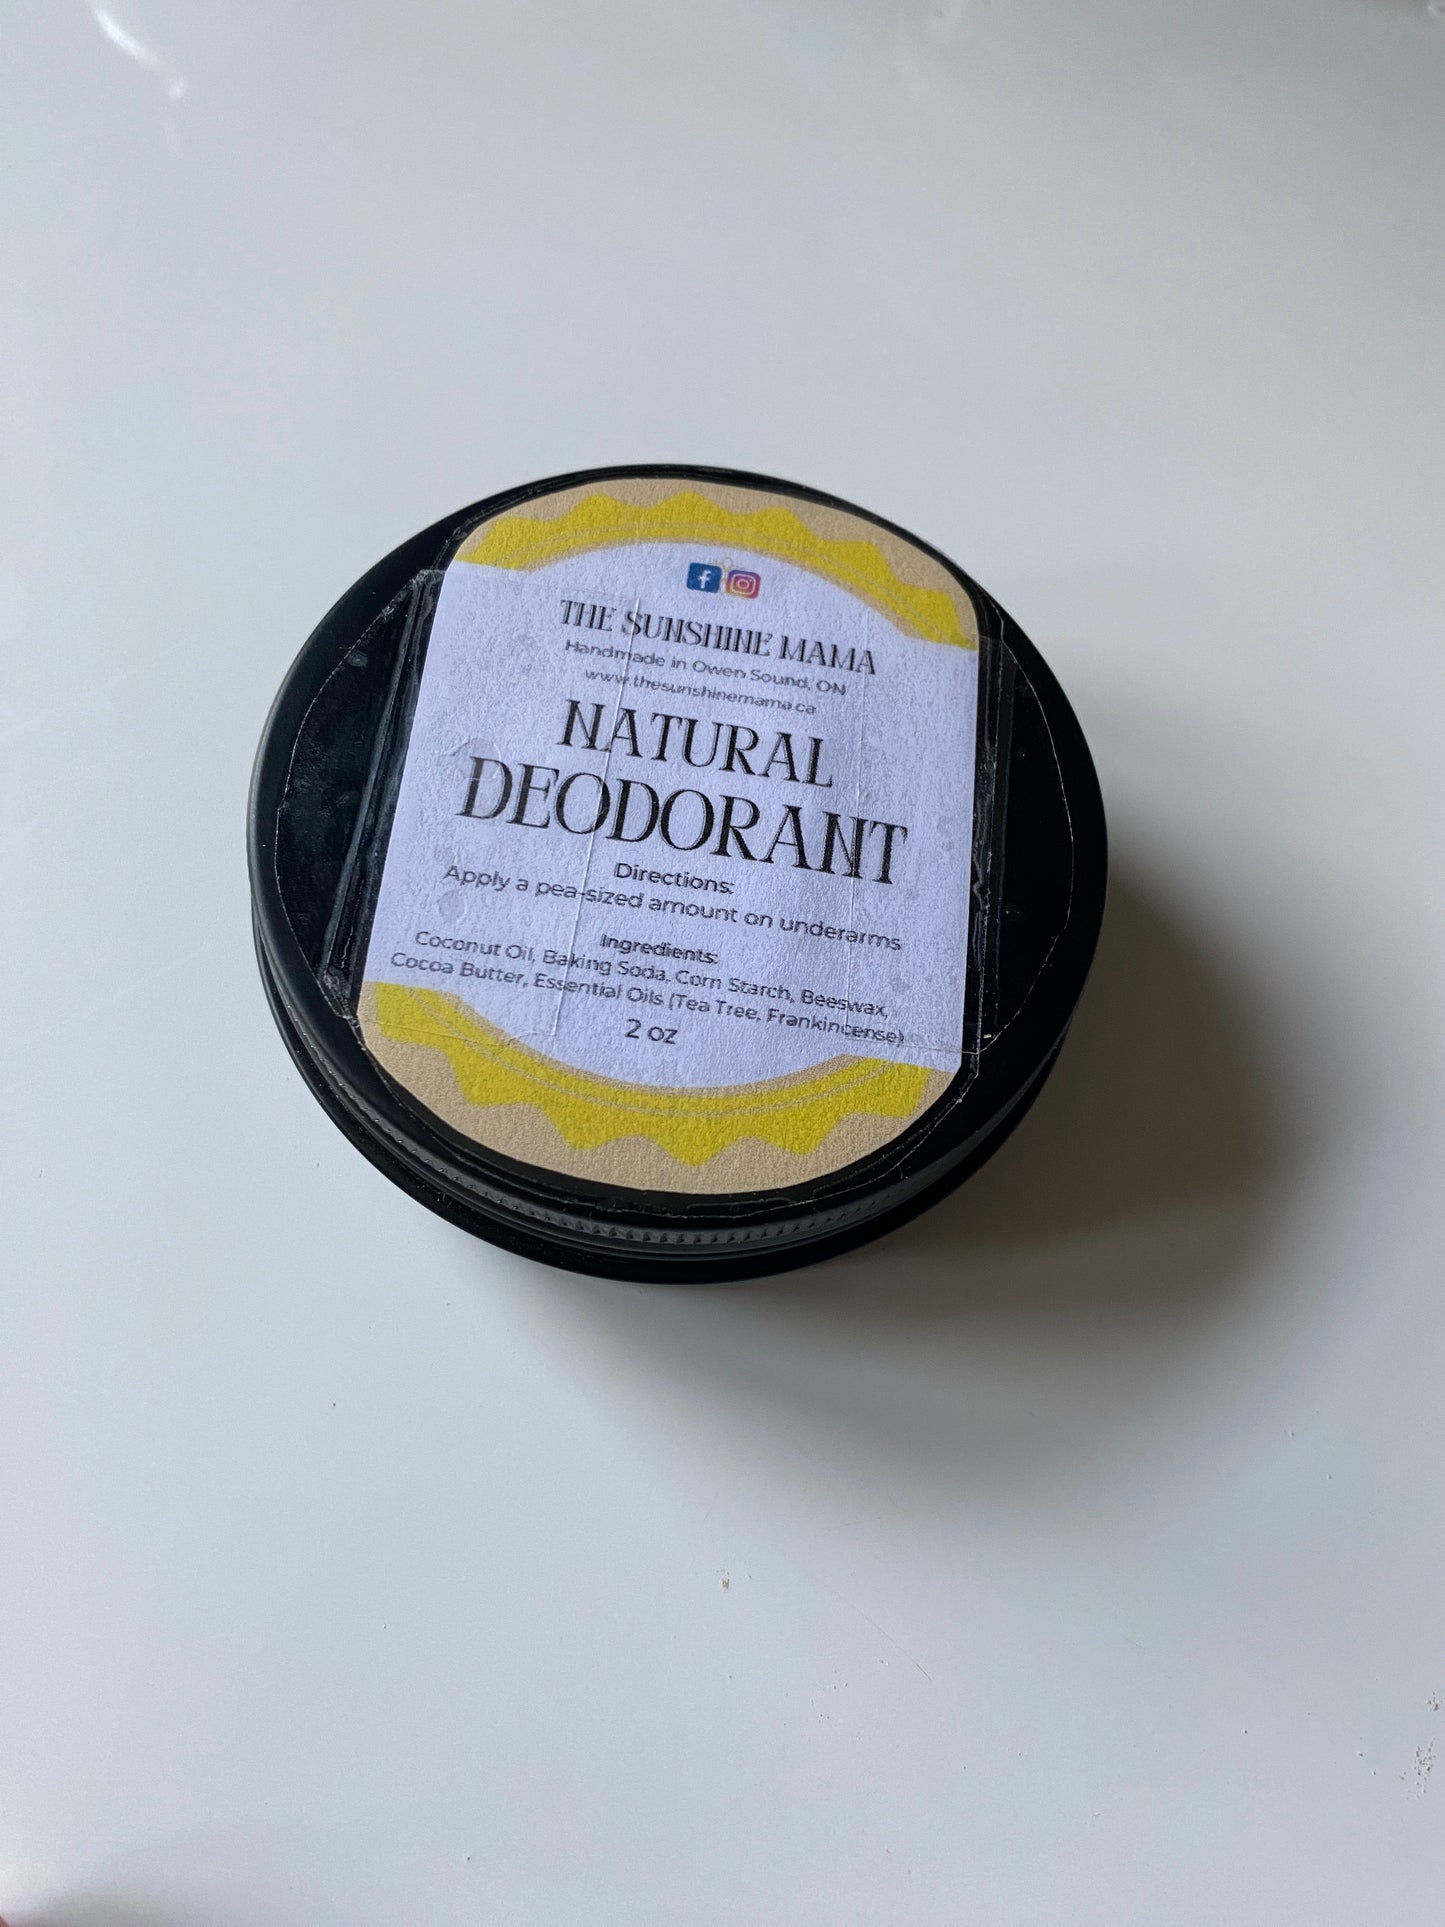 THE SUNSHINE MAMA
Handmade in Owen Sound, ON
www.thesunshinemama.ca
NATURAL
DEODORANT
Directions:
Apply a pea-sized amount on underarms
Ingredients:
Coconut Oil, Baking Soda, Corn Starch, Beeswax,
Cocoa Butter, Essential Oils (Tea Tree, Frankincense)
2 oz